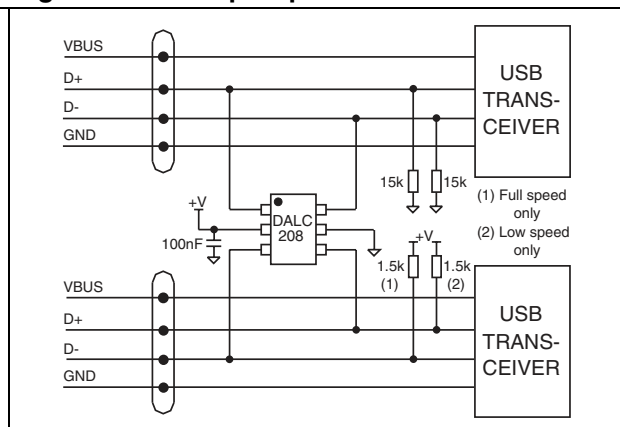 VBUS
D+
D-
GND
USB
TRANS-
CEIVER
15k
15k
(1) Full speed
only
(2) Low speed
only
+V
100nF
DALC
208
+V
1.5k
(1)
1.5k
(2)
VBUS
D+
D-
GND
USB
TRANS-
CEIVER